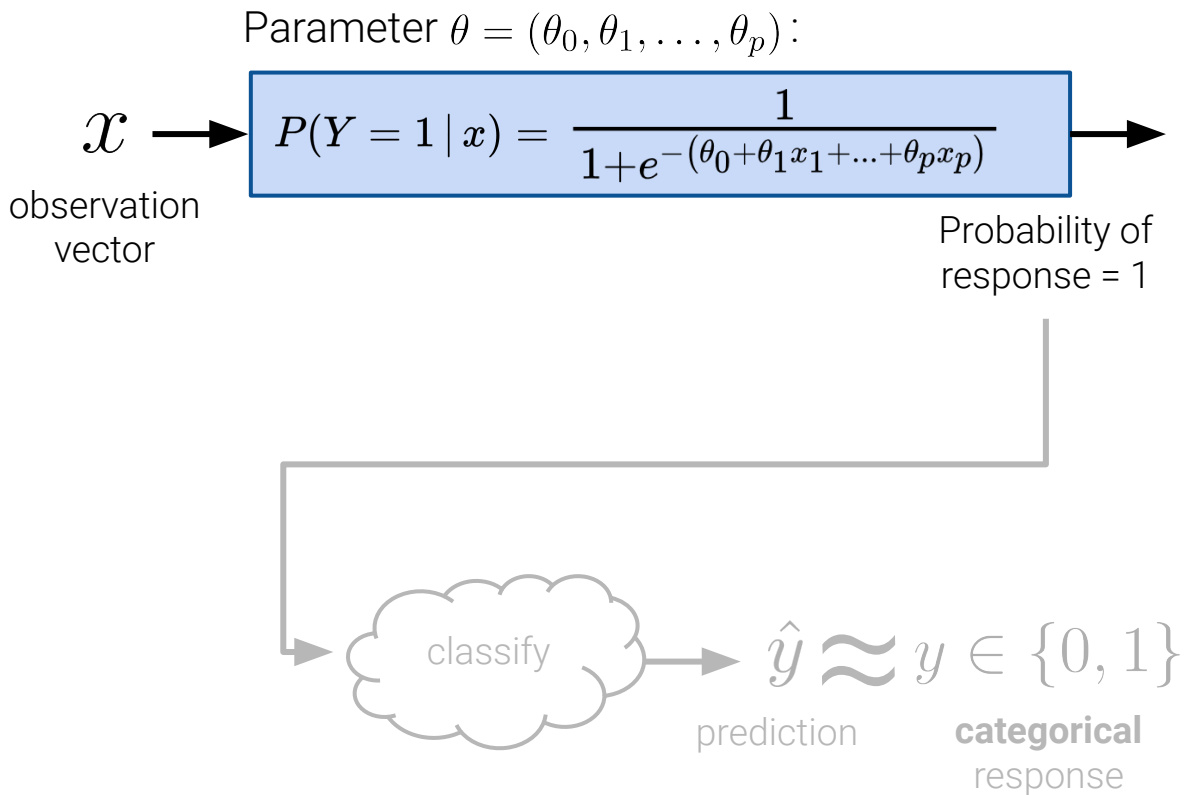 Parameter θ = (θ₀, θ₁, . . . , θₚ) :
x
P(Y = 1 | x) = 1 / 1+e^−(θ₀+θ₁x₁+...+θₚxₚ)
observation
vector
Probability of
response = 1
classify
ŷ ≈ y ∈ {0, 1}
prediction
categorical
response